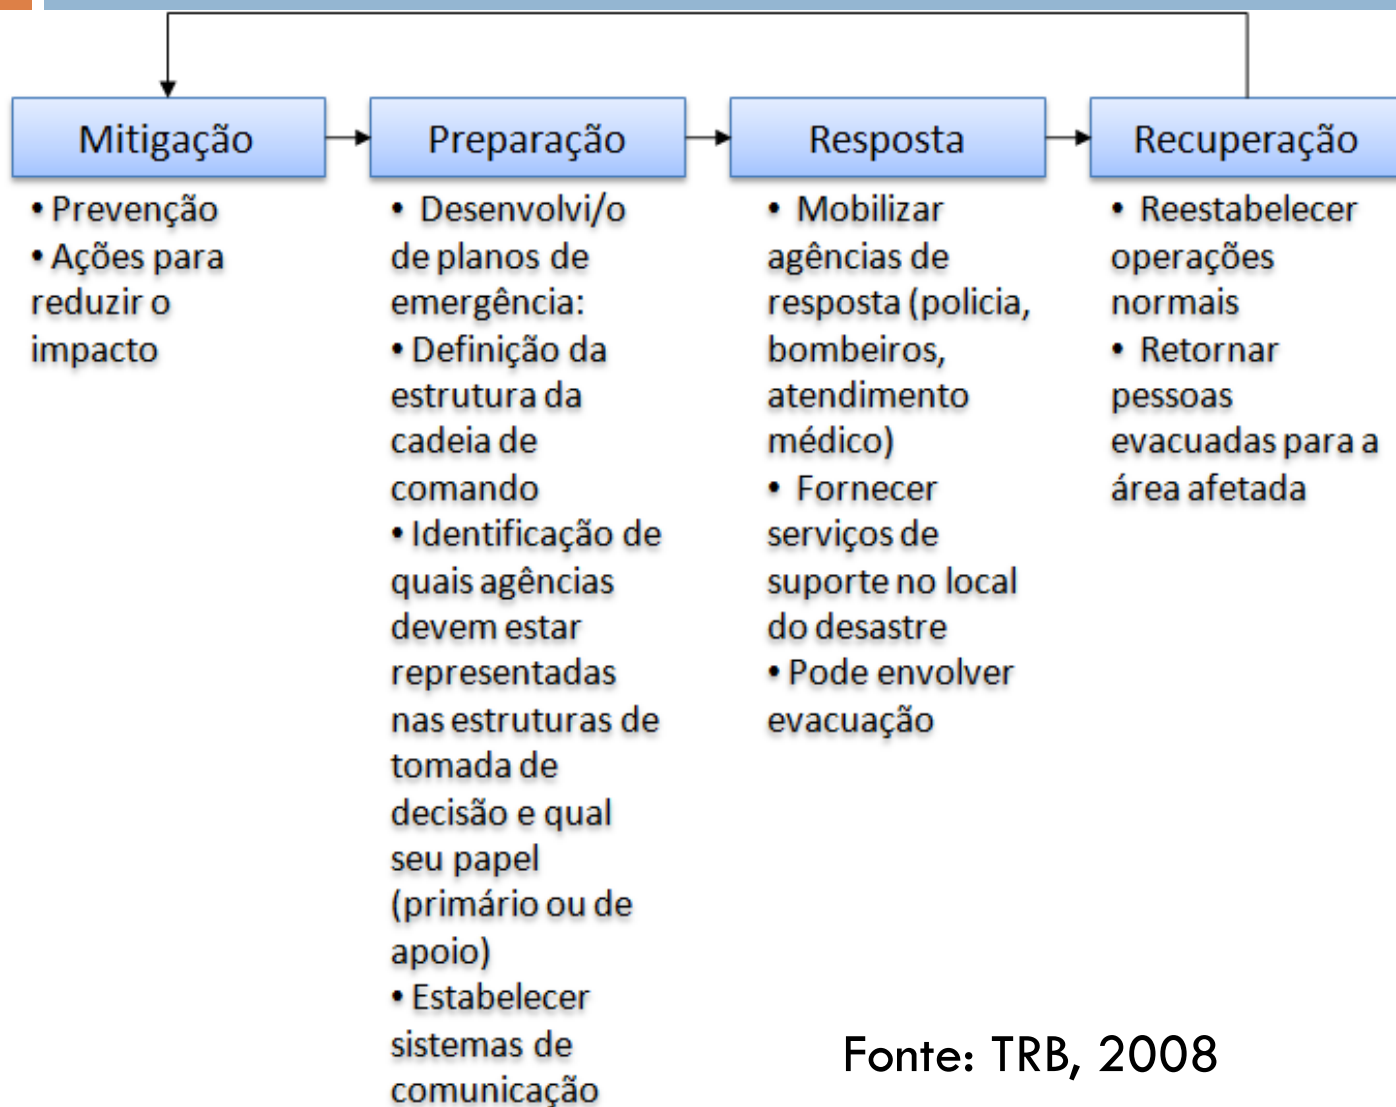 Mitigação
• Prevenção
• Ações para
reduzir o
impacto
Preparação
• Desenvolvi/o
de planos de
emergência:
• Definição da
estrutura da
cadeia de
comando
• Identificação de
quais agências
devem estar
representadas
nas estruturas de
tomada de
decisão e qual
seu papel
(primário ou de
apoio)
• Estabelecer
sistemas de
comunicação
Resposta
• Mobilizar
agências de
resposta (policia,
bombeiros,
atendimento
médico)
• Fornecer
serviços de
suporte no local
do desastre
• Pode envolver
evacuação
Recuperação
• Reestabelecer
operações
normais
• Retornar
pessoas
evacuadas para a
área afetada
Fonte: TRB, 2008